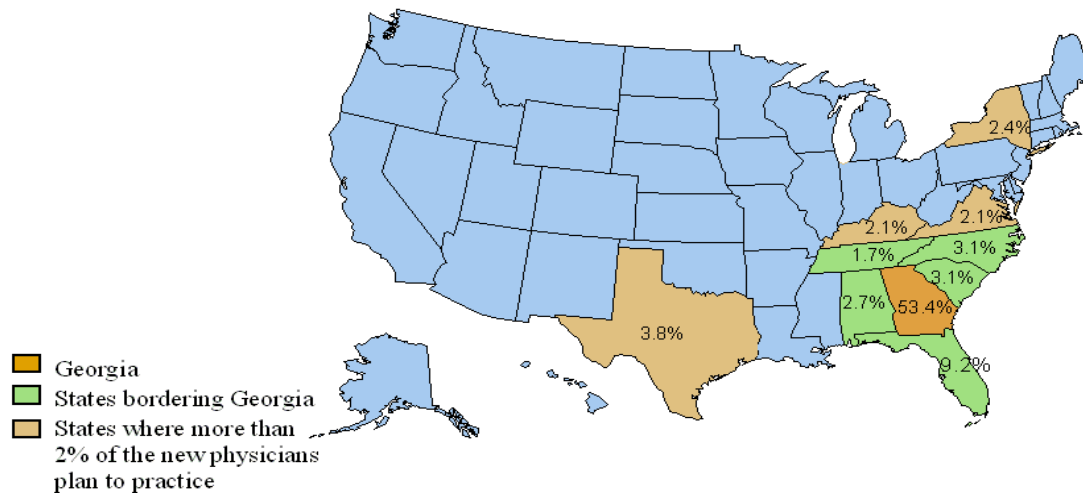 2.4%
2.1%
2.1%
1.7%
3.1%
3.1%
2.7%
53.4%
3.8%
9.2%
Georgia
States bordering Georgia
States where more than
2% of the new physicians
plan to practice